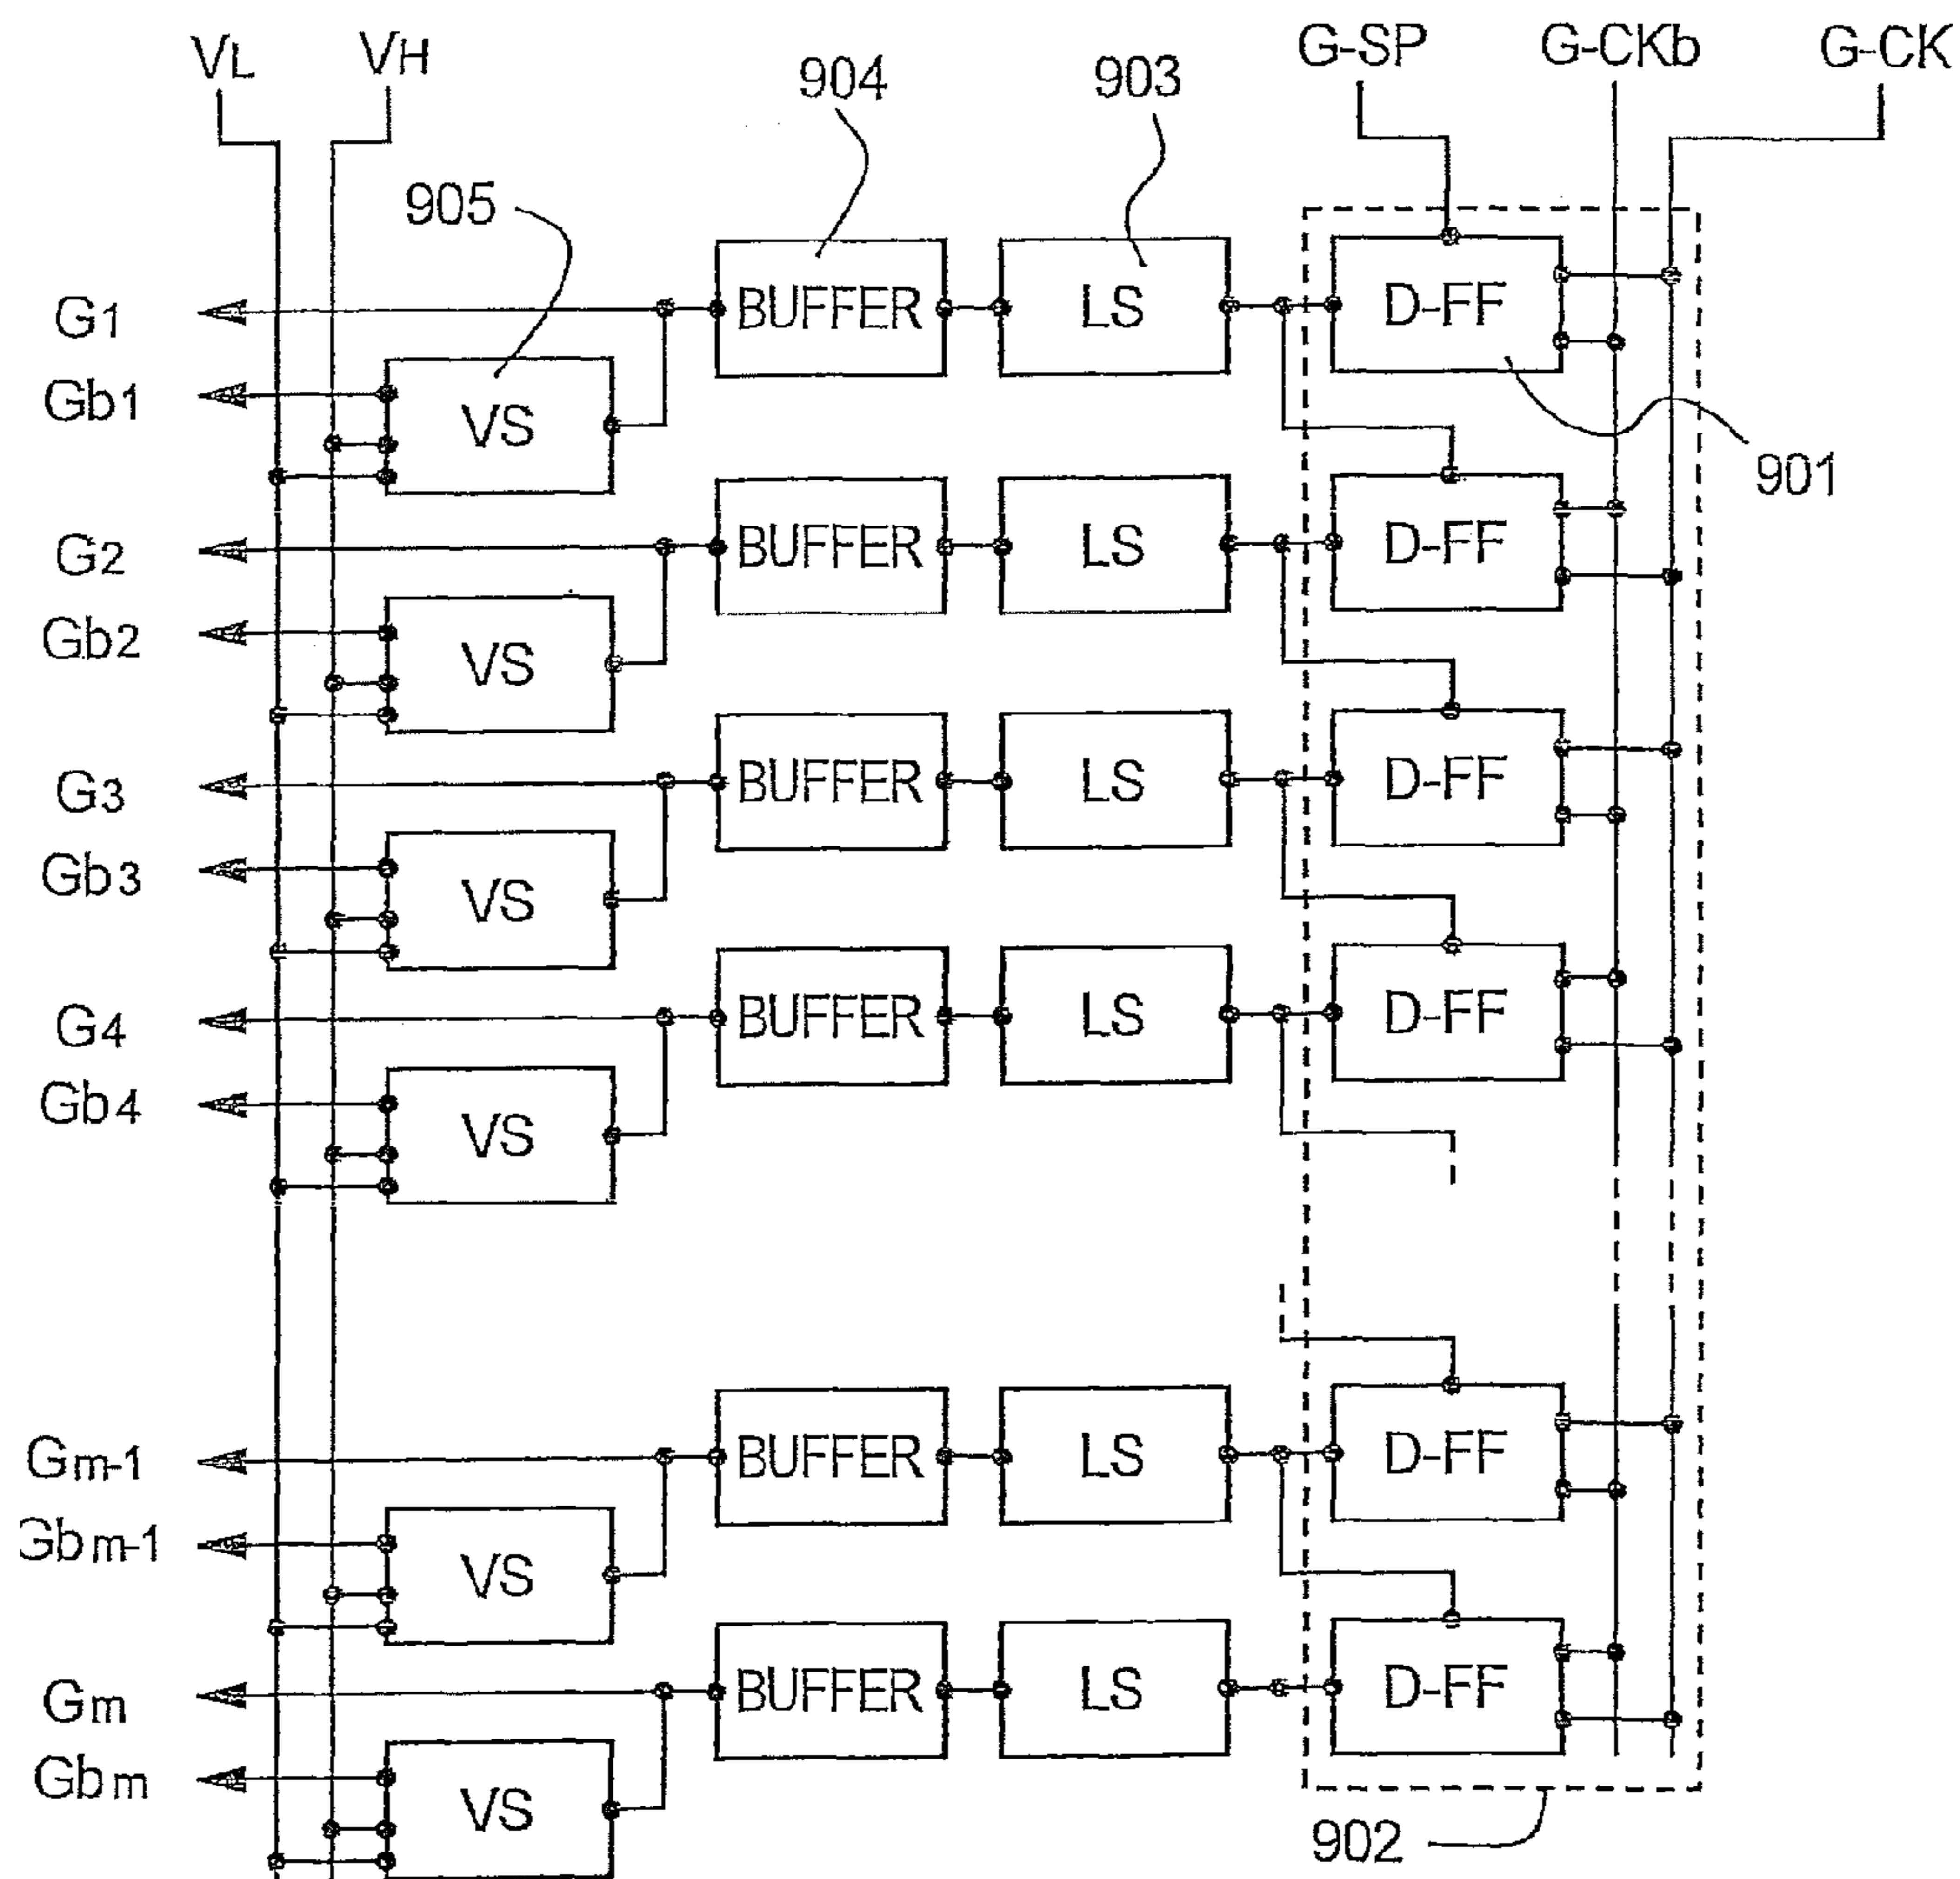 VL VH 904 903 G-SP G-CKb G-CK
905
G1 BUFFER LS D-FF
Gb1 VS
901
G2 BUFFER LS D-FF
Gb2 VS
G3 BUFFER LS D-FF
Gb3 VS
G4 BUFFER LS D-FF
Gb4 VS
Gm-1 BUFFER LS D-FF
Gbm-1 VS
Gm BUFFER LS D-FF
Gbm VS
902